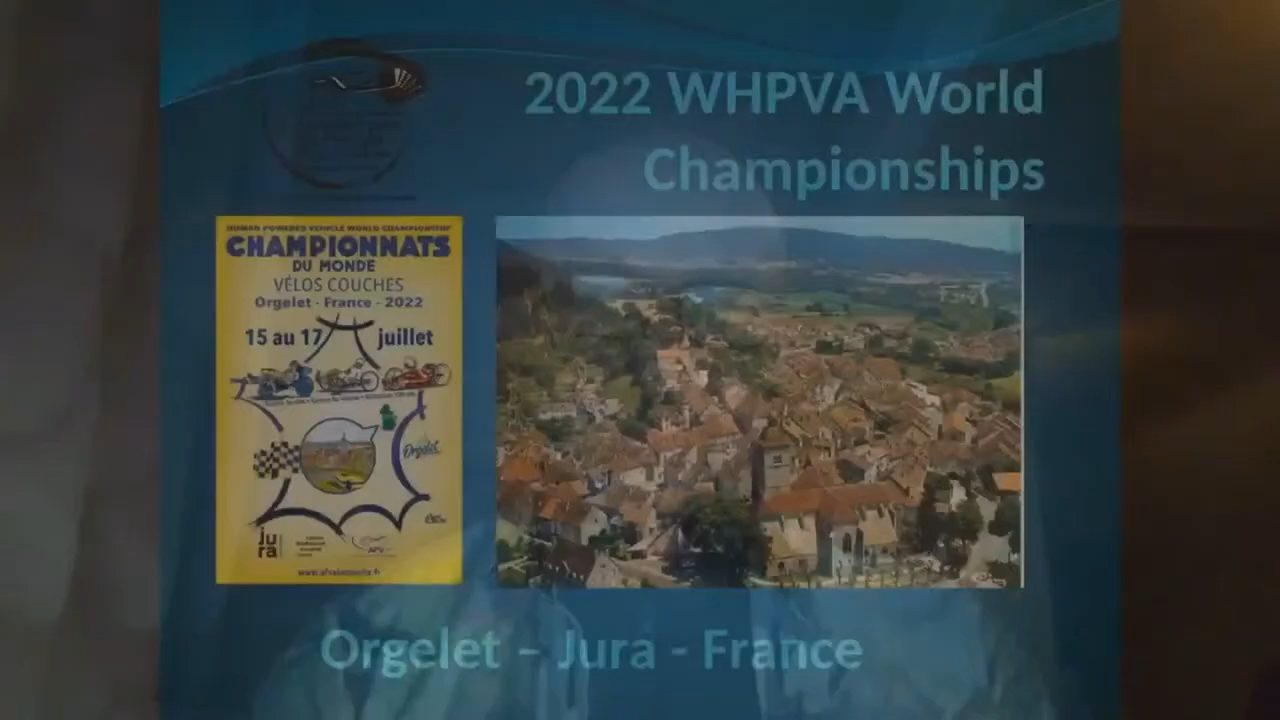 2022 WHPVA World
Championships
HUMAN POWERED VEHICLE WORLD CHAMPIONSHIP
CHAMPIONNATS
DU MONDE
VÉLOS COUCHES
Orgelet - France - 2022
15 au 17 juillet
Orgelet
jura
Orgelet – Jura - France